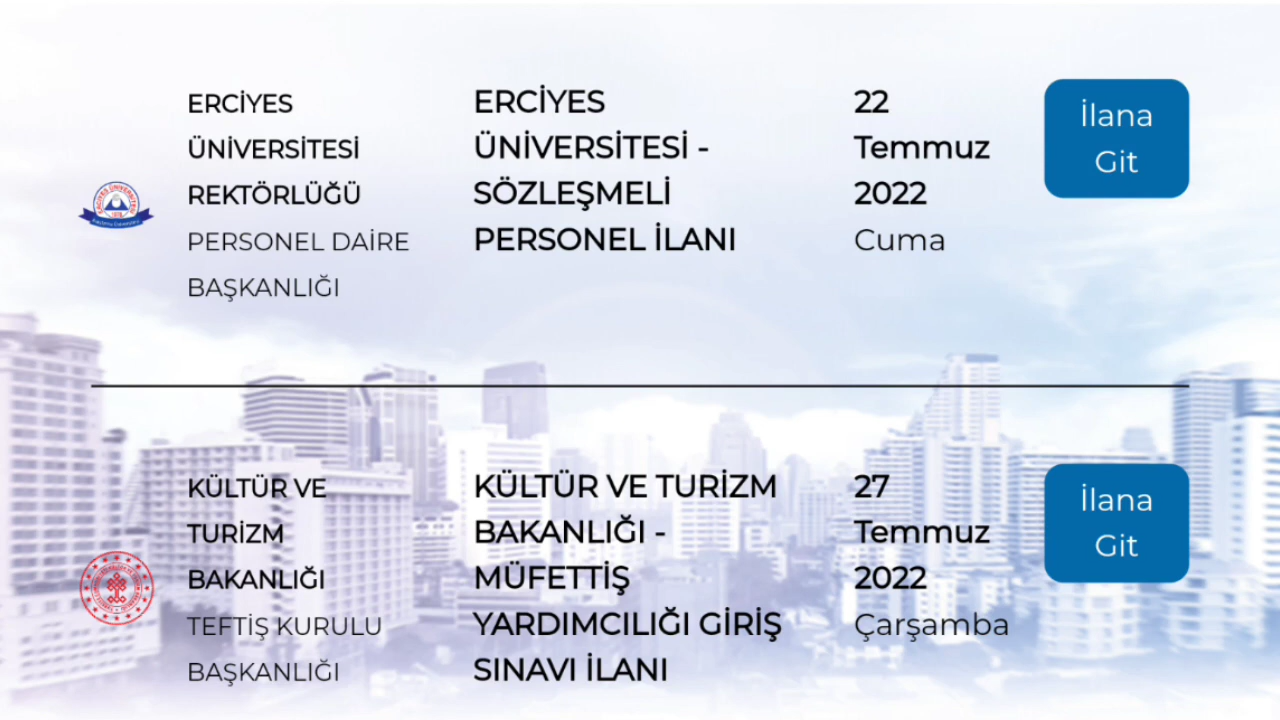 ERCİYES
ÜNİVERSİTESİ
REKTÖRLÜĞÜ
PERSONEL DAİRE
BAŞKANLIĞI
ERCİYES
ÜNİVERSİTESİ -
SÖZLEŞMELİ
PERSONEL İLANI
22
Temmuz
2022
Cuma
İlana
Git
KÜLTÜR VE
TURİZM
BAKANLIĞI
TEFTİŞ KURULU
BAŞKANLIĞI
KÜLTÜR VE TURİZM
BAKANLIĞI -
MÜFETTİŞ
YARDIMCILIĞI GİRİŞ
SINAVI İLANI
27
Temmuz
2022
Çarşamba
İlana
Git